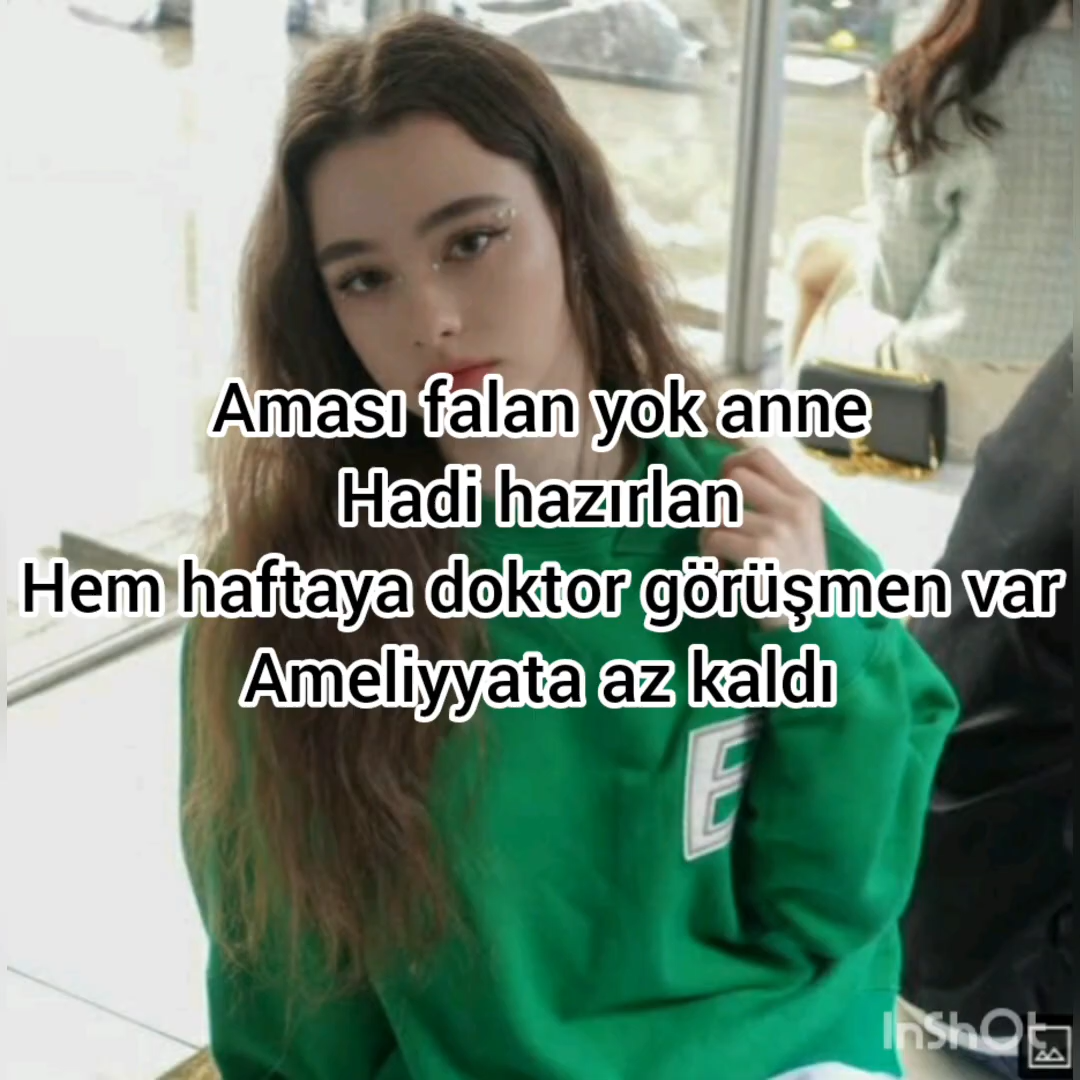 Aması falan yok anne
Hadi hazırlan
Hem haftaya doktor görüşmen var
Ameliyyata az kaldı
E
InShOt